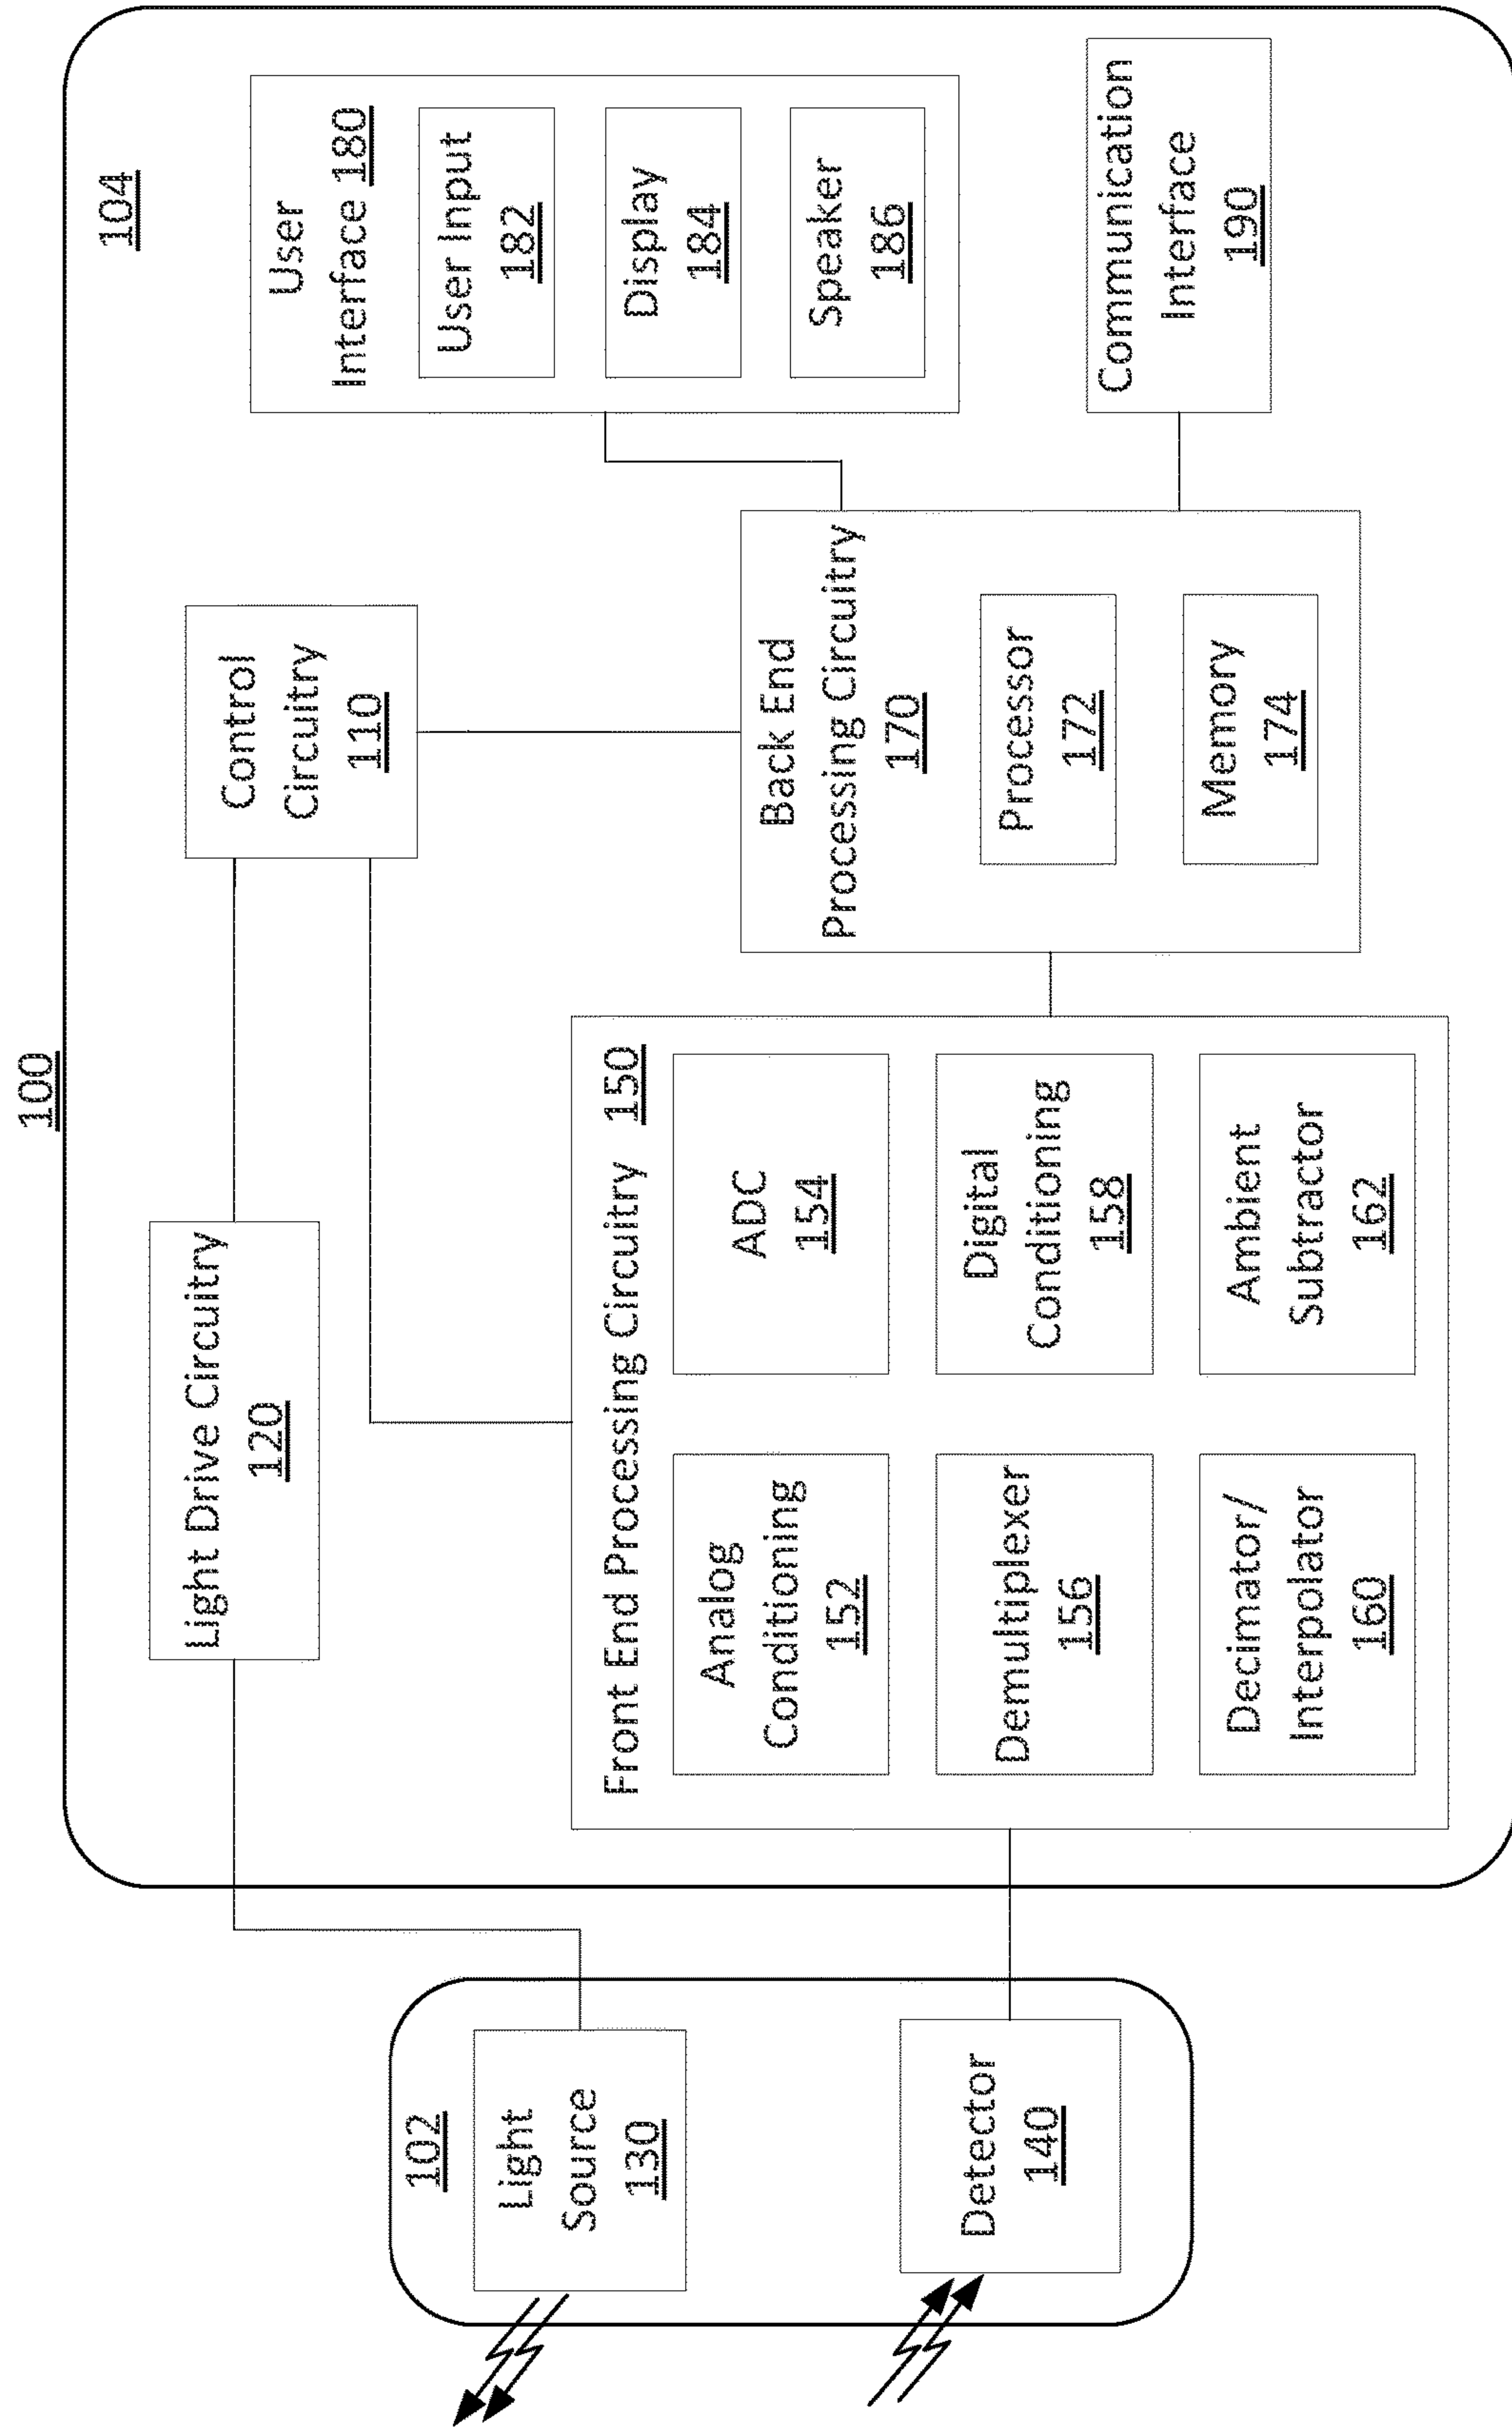 100
104
102
Light
Source
130
Detector
140
Light Drive Circuitry
120
Control
Circuitry
110
Front End Processing Circuitry 150
Analog
Conditioning
152
ADC
154
Demultiplexer
156
Digital
Conditioning
158
Decimator/
Interpolator
160
Ambient
Subtractor
162
Back End
Processing Circuitry
170
Processor
172
Memory
174
User
Interface 180
User Input
182
Display
184
Speaker
186
Communication
Interface
190